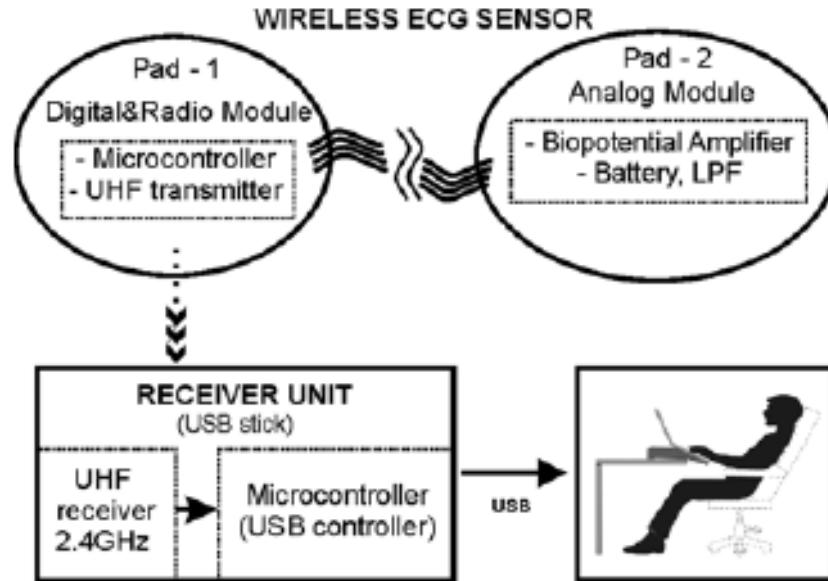 WIRELESS ECG SENSOR
Pad - 1
Digital&Radio Module
- Microcontroller
- UHF transmitter
Pad - 2
Analog Module
- Biopotential Amplifier
- Battery, LPF
RECEIVER UNIT
(USB stick)
UHF
receiver
2.4GHz
Microcontroller
(USB controller)
USB